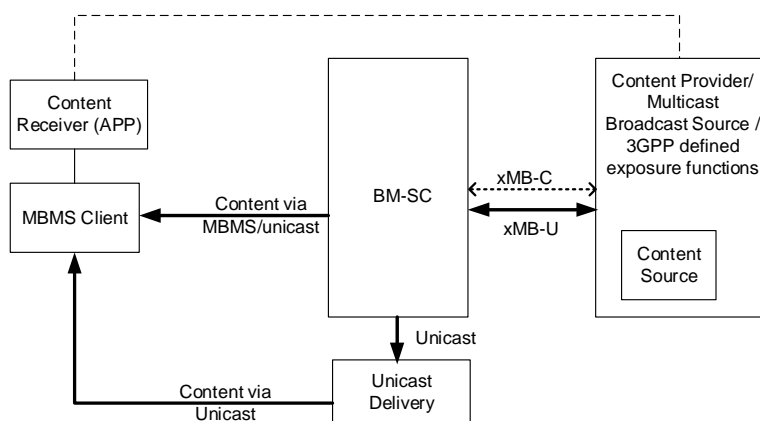 Content
Receiver (APP)
MBMS Client
Content via
MBMS/unicast
BM-SC
xMB-C
xMB-U
Content Provider/
Multicast
Broadcast Source /
3GPP defined
exposure functions
Content
Source
Unicast
Unicast
Delivery
Content via
Unicast